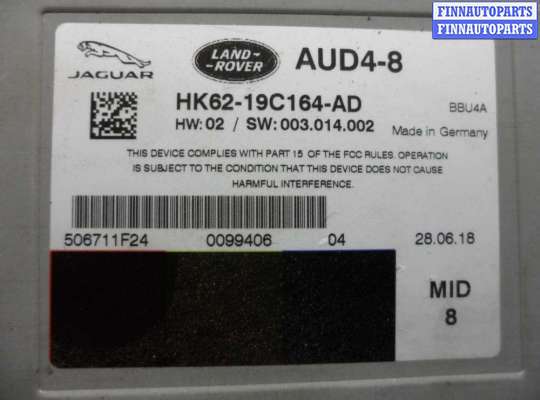 FINNAUTOPARTS
FINNAUTOPARTS
JAGUAR
LAND-
-ROVER
AUD4-8
HK62-19C164-AD
BBU4A
HW: 02 / SW: 003.014.002
Made in Germany
THIS DEVICE COMPLIES WITH PART 15 OF THE FCC RULES. OPERATION
IS SUBJECT TO THE CONDITION THAT THIS DEVICE DOES NOT CAUSE
HARMFUL INTERFERENCE.
506711F24 0099406 04 28.06.18
MID
8